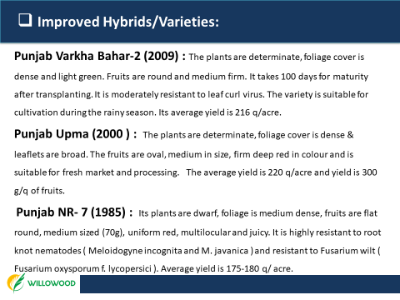 ❑ Improved Hybrids/Varieties:
Punjab Varkha Bahar-2 (2009) : The plants are determinate, foliage cover is
dense and light green. Fruits are round and medium firm. It takes 100 days for maturity
after transplanting. It is moderately resistant to leaf curl virus. The variety is suitable for
cultivation during the rainy season. Its average yield is 216 q/acre.
Punjab Upma (2000 ) : The plants are determinate, foliage cover is dense &
leaflets are broad. The fruits are oval, medium in size, firm deep red in colour and is
suitable for fresh market and processing. The average yield is 220 q/acre and yield is 300
g/q of fruits.
Punjab NR- 7 (1985) : Its plants are dwarf, foliage is medium dense, fruits are flat
round, medium sized (70g), uniform red, multilocular and juicy. It is highly resistant to root
knot nematodes ( Meloidogyne incognita and M. javanica ) and resistant to Fusarium wilt (
Fusarium oxysporum f. lycopersici ). Average yield is 175-180 q/ acre.
WILLOWOOD